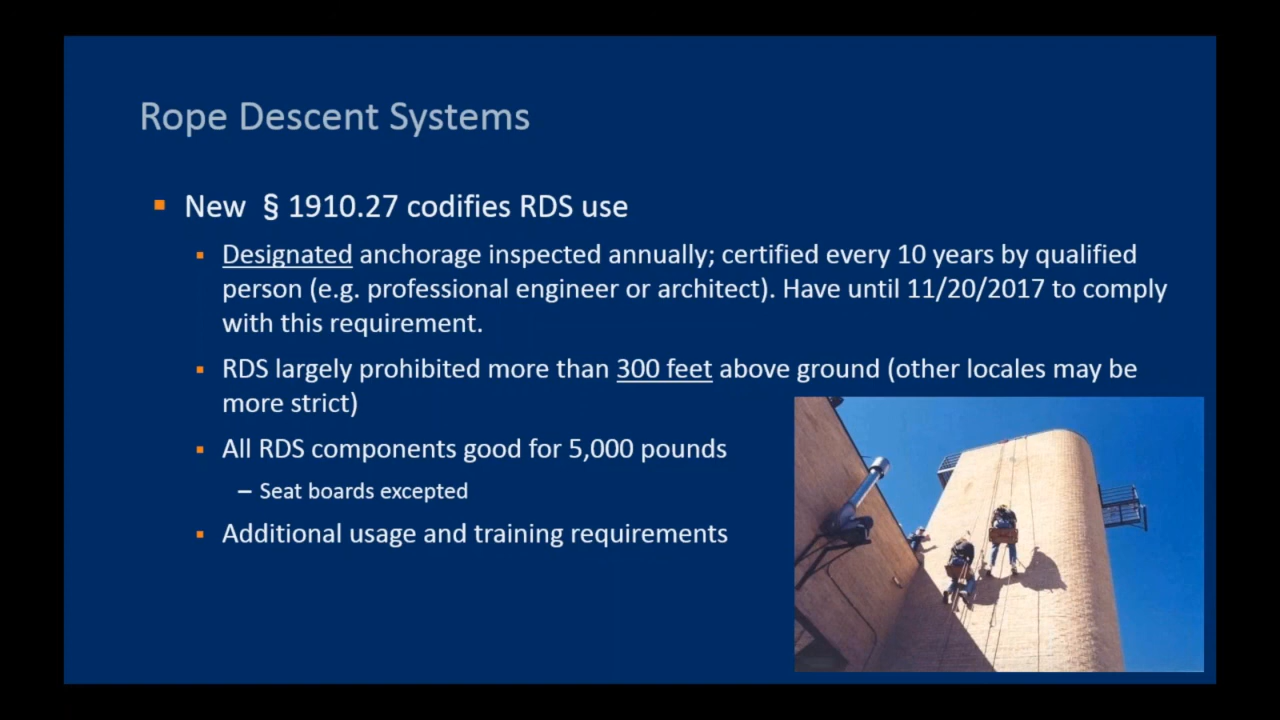 Rope Descent Systems
▪ New § 1910.27 codifies RDS use
▪ Designated anchorage inspected annually; certified every 10 years by qualified
person (e.g. professional engineer or architect). Have until 11/20/2017 to comply
with this requirement.
▪ RDS largely prohibited more than 300 feet above ground (other locales may be
more strict)
▪ All RDS components good for 5,000 pounds
– Seat boards excepted
▪ Additional usage and training requirements